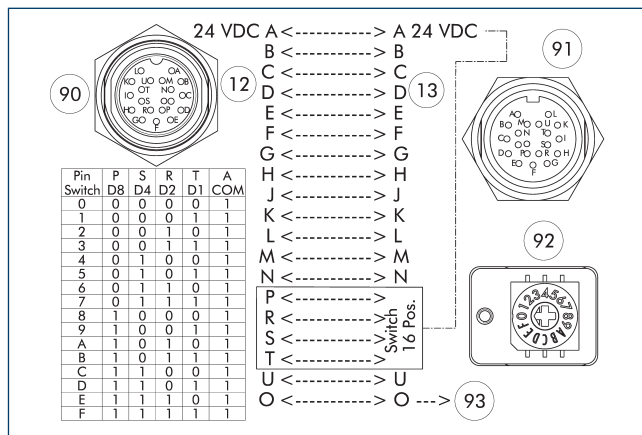 24 VDC A <----------> A 24 VDC
B <----------> B
C <----------> C
D <----------> D
E <----------> E
F <----------> F
G <----------> G
H <----------> H
J <----------> J
K <----------> K
L <----------> L
M <----------> M
N <----------> N
P <---------->
R <---------->
S <---------->
T <---------->
Switch
16 Pos.
U <----------> U
O <----------> O ---> 93
90
12
13
91
92
L A
K U M B
T N
I C
S O
H R P D
G E
F
A L
B M U K
N T
C I
O S
D P R H
E G
F
Pin P S R T A
Switch D8 D4 D2 D1 COM
0 0 0 0 0 1
1 0 0 0 1 1
2 0 0 1 0 1
3 0 0 1 1 1
4 0 1 0 0 1
5 0 1 0 1 1
6 0 1 1 0 1
7 0 1 1 1 1
8 1 0 0 0 1
9 1 0 0 1 1
A 1 0 1 0 1
B 1 0 1 1 1
C 1 1 0 0 1
D 1 1 0 1 1
E 1 1 1 0 1
F 1 1 1 1 1
0123456789ABCDEF